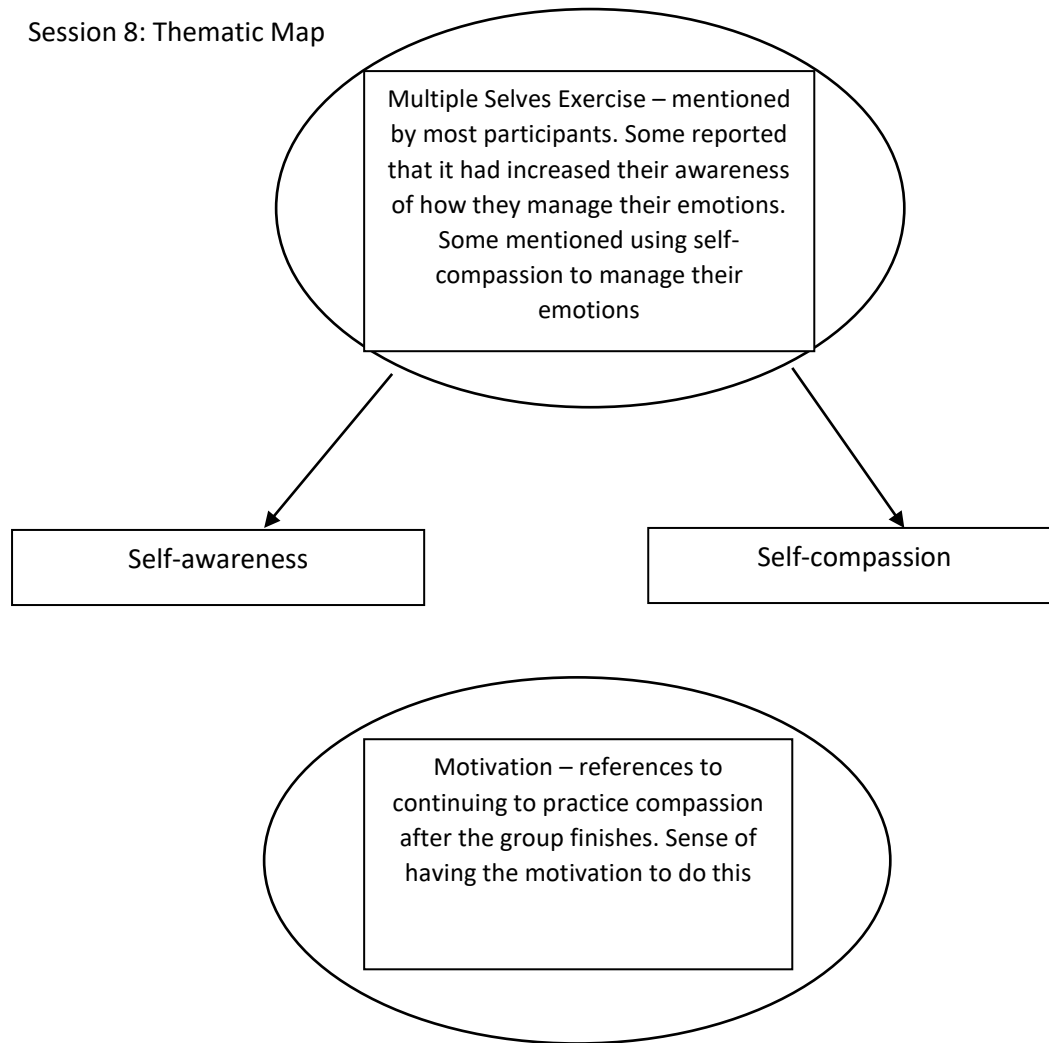 Session 8: Thematic Map
Multiple Selves Exercise – mentioned
by most participants. Some reported
that it had increased their awareness
of how they manage their emotions.
Some mentioned using self-
compassion to manage their
emotions
Self-awareness
Self-compassion
Motivation – references to
continuing to practice compassion
after the group finishes. Sense of
having the motivation to do this